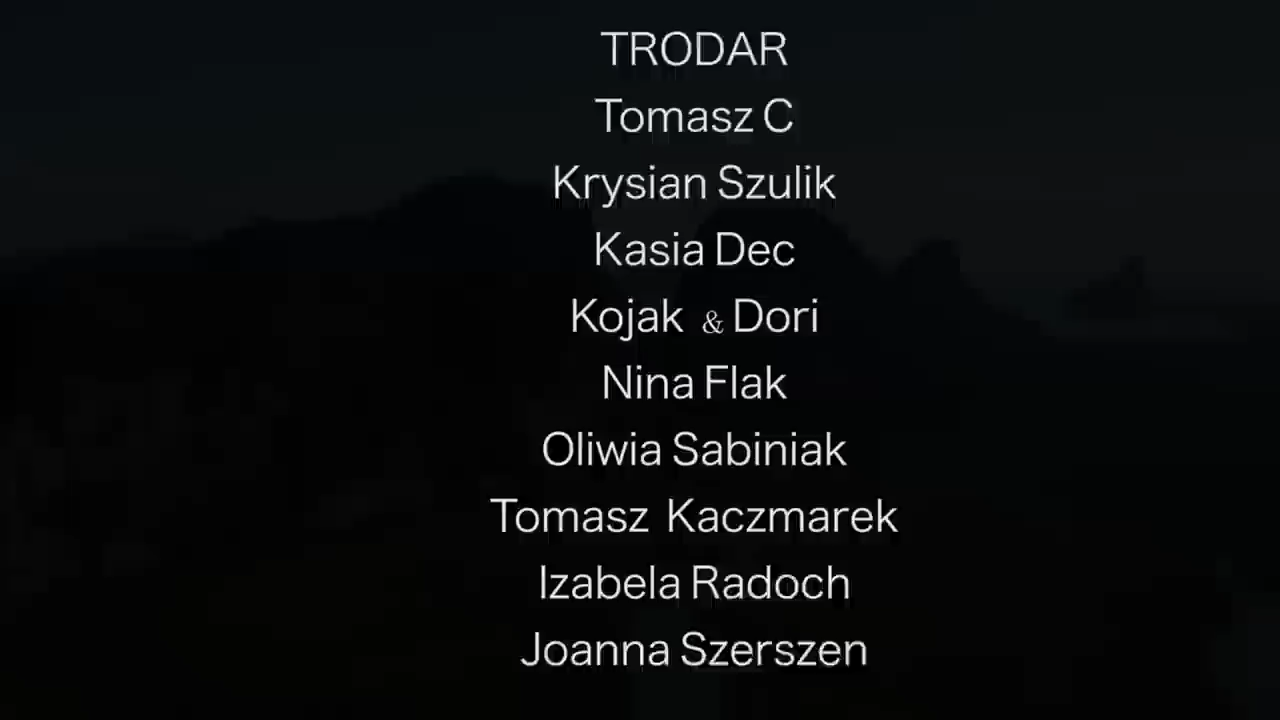 TRODAR
Tomasz C
Krysian Szulik
Kasia Dec
Kojak & Dori
Nina Flak
Oliwia Sabiniak
Tomasz Kaczmarek
Izabela Radoch
Joanna Szerszen